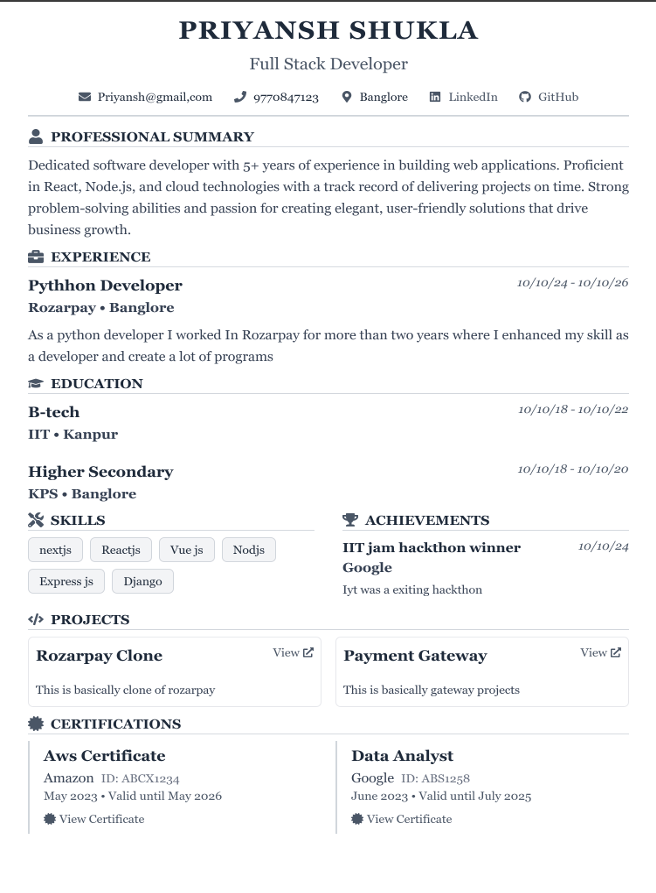 PRIYANSH SHUKLA
Full Stack Developer
Priyansh@gmail,com 9770847123 Banglore LinkedIn GitHub
PROFESSIONAL SUMMARY
Dedicated software developer with 5+ years of experience in building web applications. Proficient
in React, Node.js, and cloud technologies with a track record of delivering projects on time. Strong
problem-solving abilities and passion for creating elegant, user-friendly solutions that drive
business growth.
EXPERIENCE
Pythhon Developer 10/10/24 - 10/10/26
Rozarpay • Banglore
As a python developer I worked In Rozarpay for more than two years where I enhanced my skill as
a developer and create a lot of programs
EDUCATION
B-tech 10/10/18 - 10/10/22
IIT • Kanpur
Higher Secondary 10/10/18 - 10/10/20
KPS • Banglore
SKILLS
nextjs Reactjs Vue js Nodjs
Express js Django
ACHIEVEMENTS
IIT jam hackthon winner 10/10/24
Google
Iyt was a exiting hackthon
PROJECTS
Rozarpay Clone View
This is basically clone of rozarpay
Payment Gateway View
This is basically gateway projects
CERTIFICATIONS
Aws Certificate
Amazon ID: ABCX1234
May 2023 • Valid until May 2026
View Certificate
Data Analyst
Google ID: ABS1258
June 2023 • Valid until July 2025
View Certificate